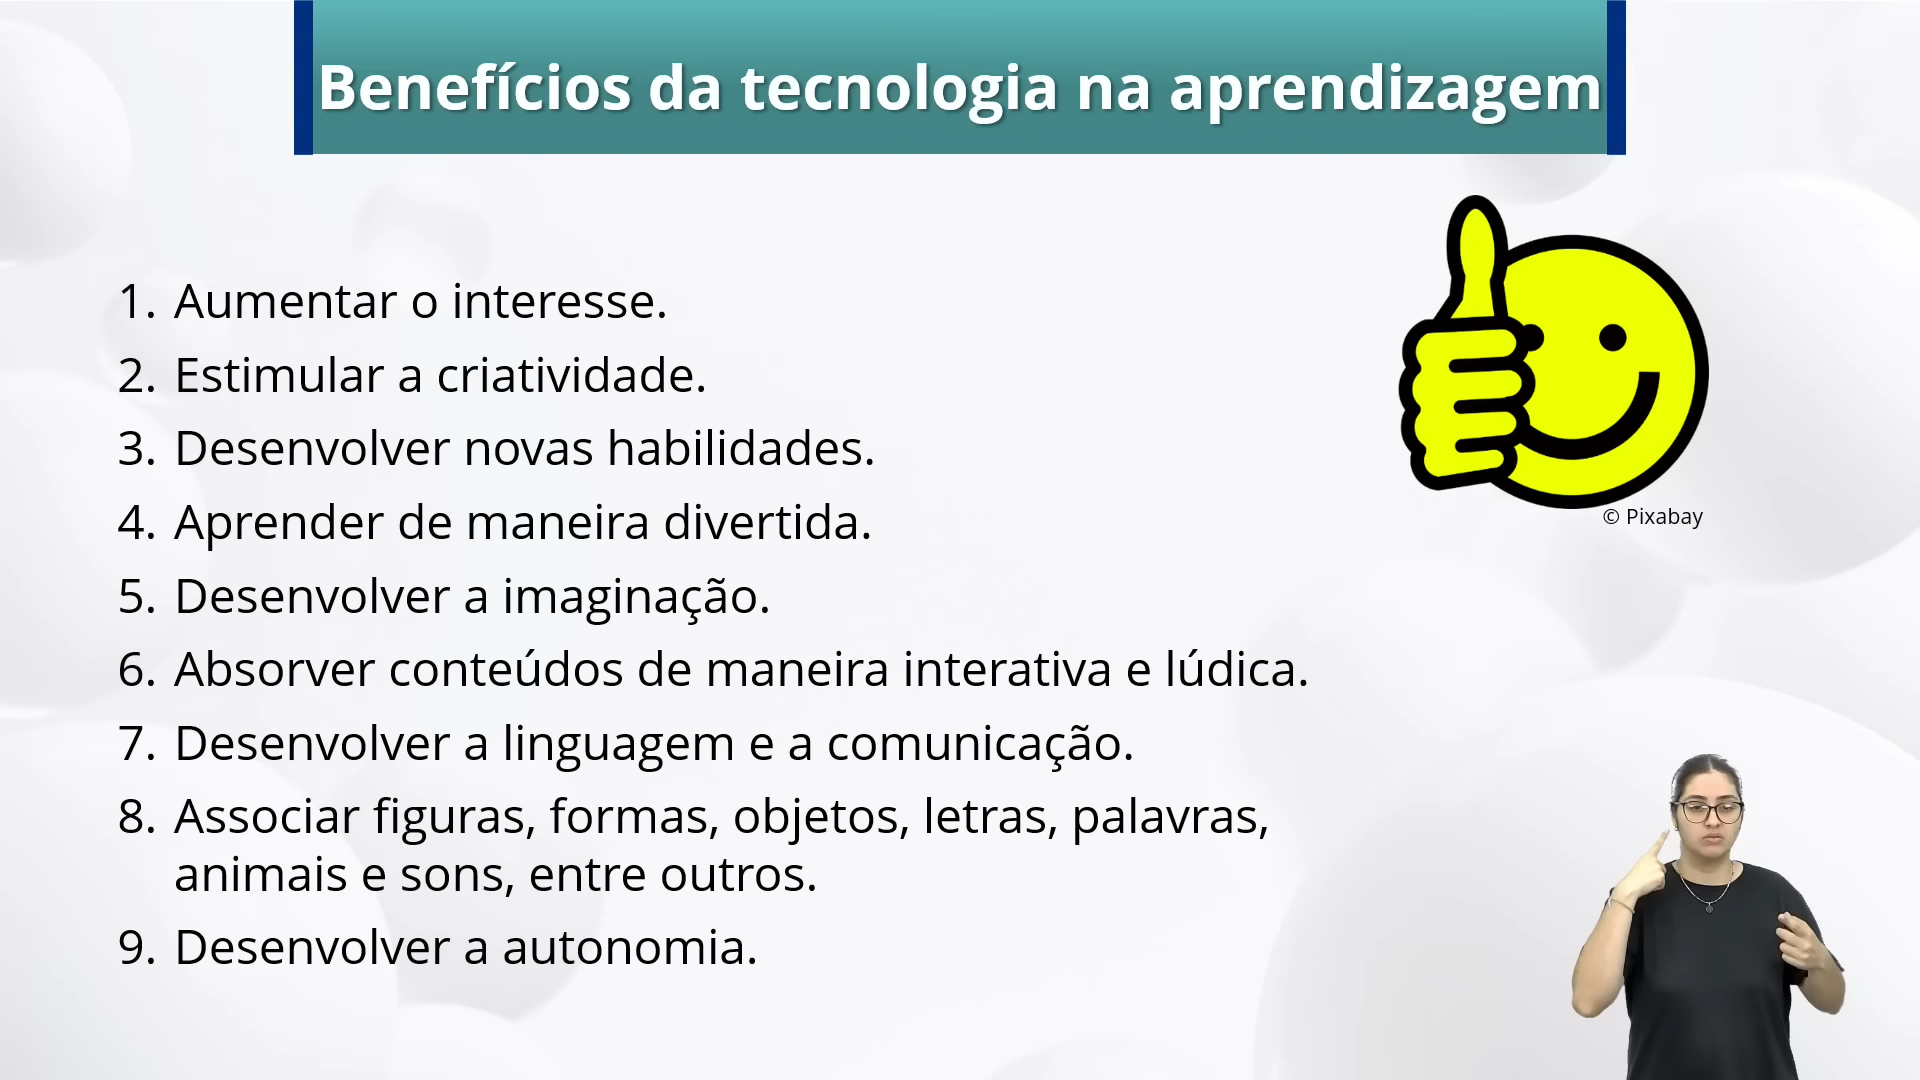 Benefícios da tecnologia na aprendizagem
1. Aumentar o interesse.
2. Estimular a criatividade.
3. Desenvolver novas habilidades.
4. Aprender de maneira divertida.
5. Desenvolver a imaginação.
6. Absorver conteúdos de maneira interativa e lúdica.
7. Desenvolver a linguagem e a comunicação.
8. Associar figuras, formas, objetos, letras, palavras,
animais e sons, entre outros.
9. Desenvolver a autonomia.
© Pixabay